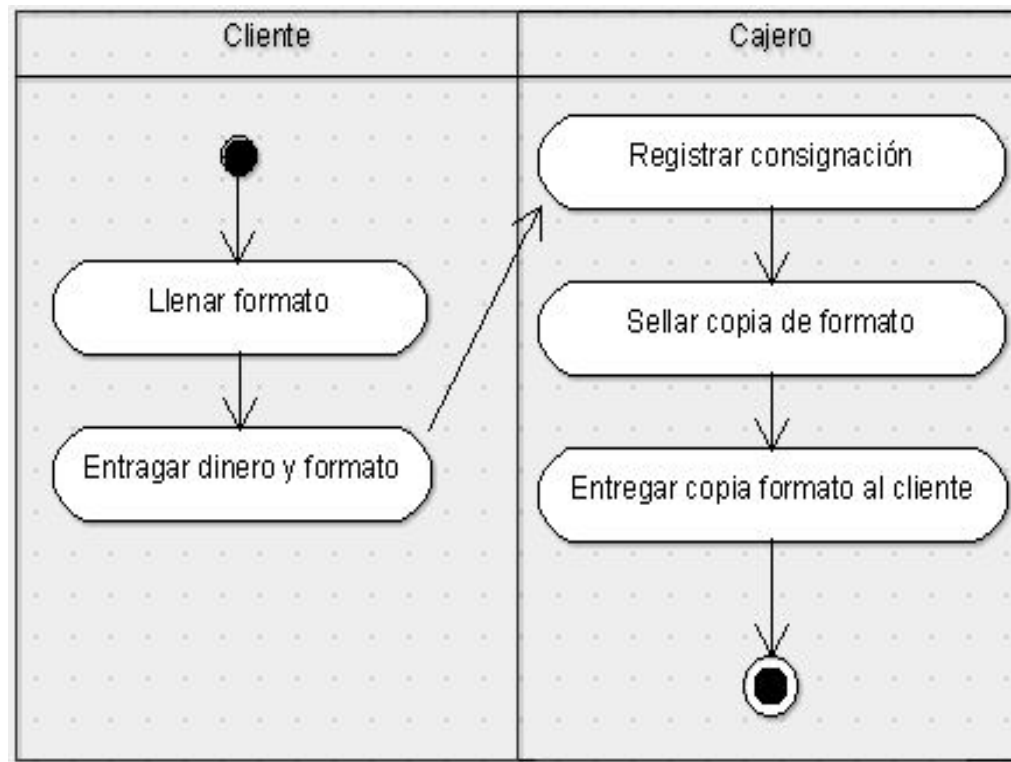 Cliente
Cajero
Llenar formato
Entragar dinero y formato
Registrar consignación
Sellar copia de formato
Entregar copia formato al cliente